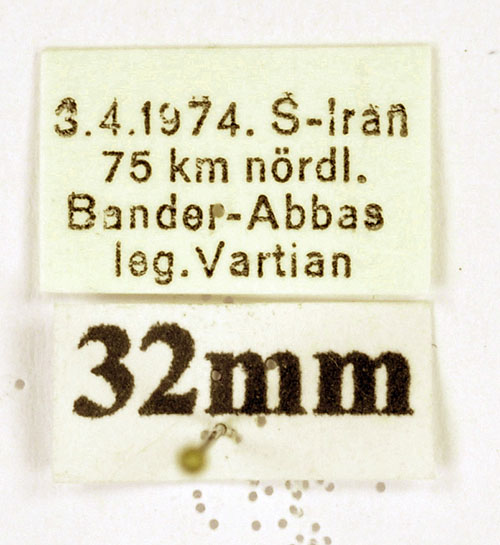 3.4.1974. S-Iran
75 km nördl.
Bander-Abbas
leg. Vartian
32mm